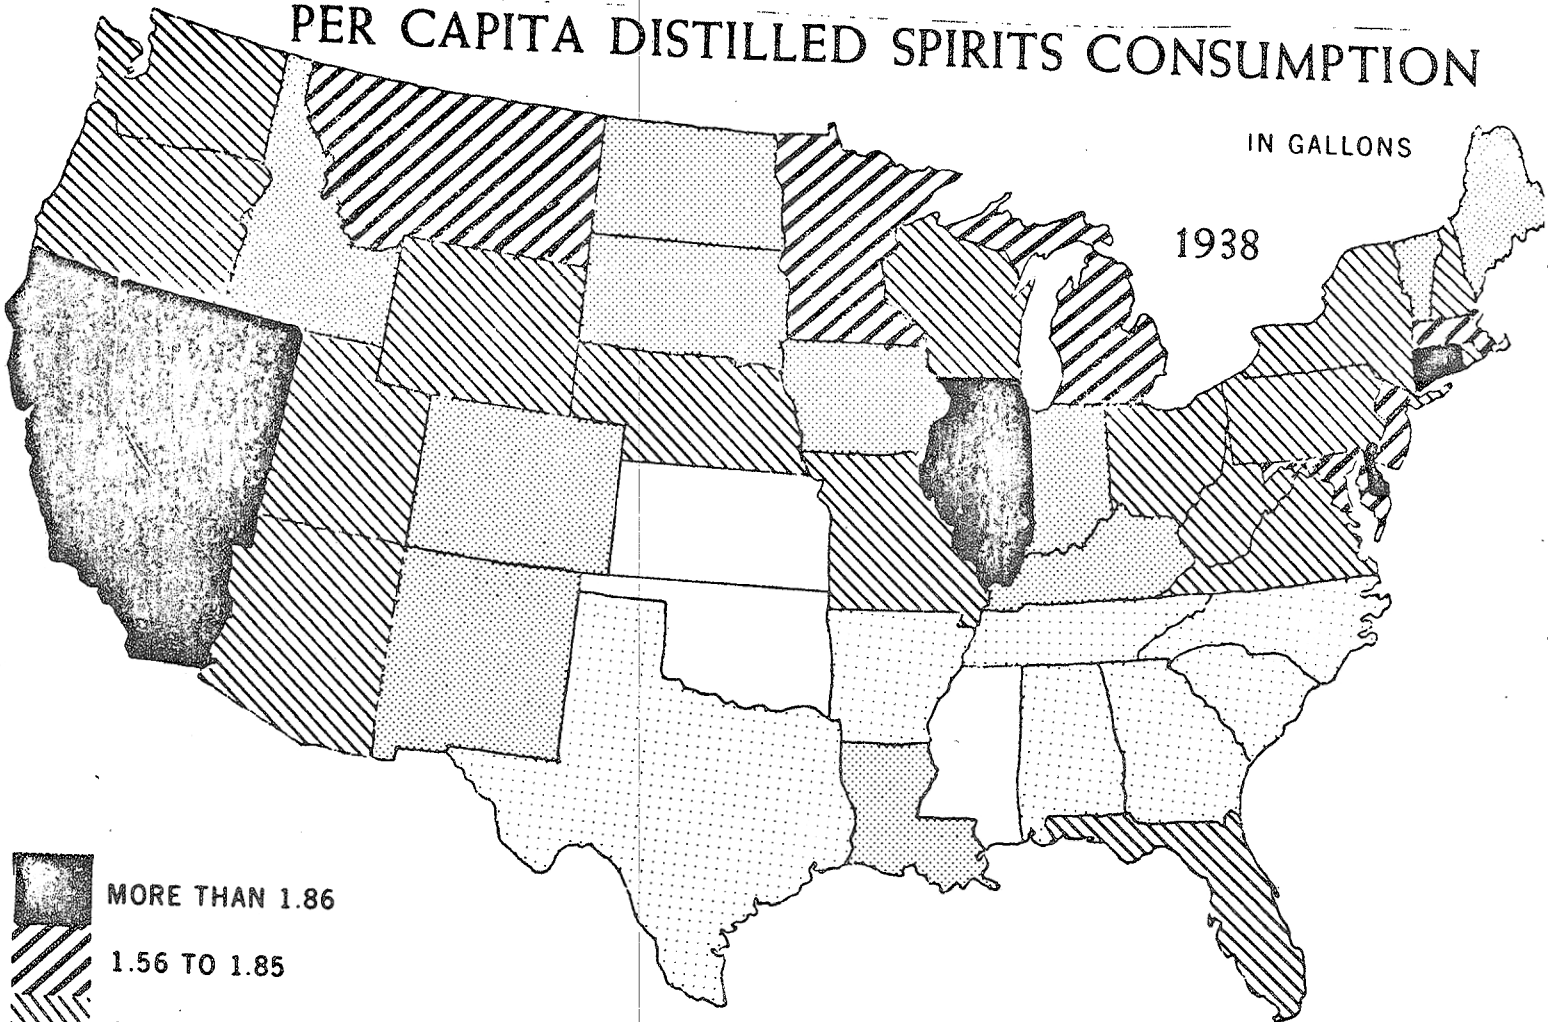 PER CAPITA DISTILLED SPIRITS CONSUMPTION
IN GALLONS
1938
MORE THAN 1.86
1.56 TO 1.85